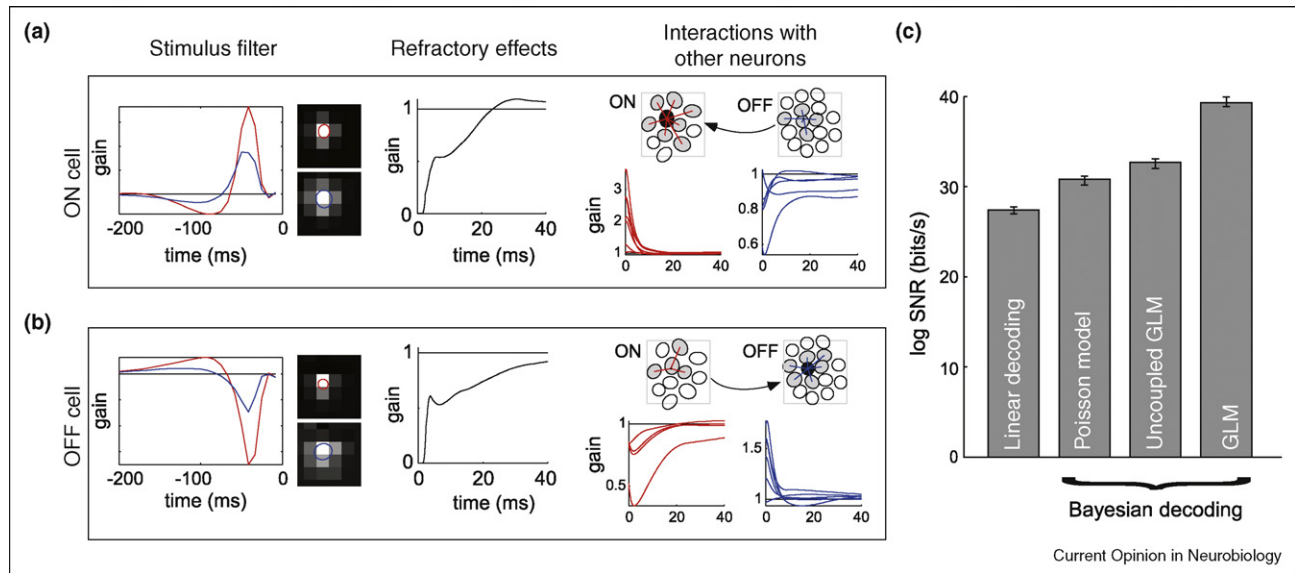 (a)
Stimulus filter
Refractory effects
Interactions with
other neurons
ON cell
gain
-200
-100
0
time (ms)
1
gain
0
0
20
40
time (ms)
ON
OFF
gain
3
2
1
0
20
40
1
0.8
0.6
0
20
40
(b)
OFF cell
gain
-200
-100
0
time (ms)
1
gain
0
0
20
40
time (ms)
ON
OFF
gain
1
0.5
0
20
40
1.5
1
0
20
40
(c)
log SNR (bits/s)
40
30
20
10
0
Linear decoding
Poisson model
Uncoupled GLM
GLM
Bayesian decoding
Current Opinion in Neurobiology